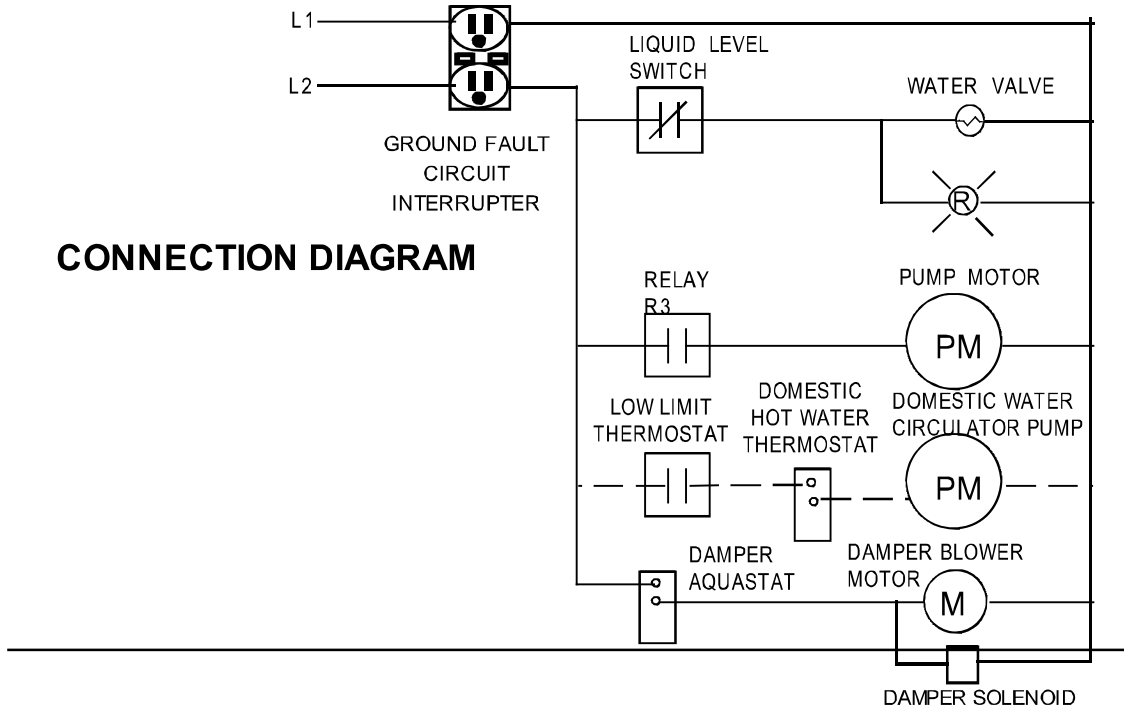 L1
L2
GROUND FAULT
CIRCUIT
INTERRUPTER
CONNECTION DIAGRAM
LIQUID LEVEL
SWITCH
WATER VALVE
R
RELAY
R3
PUMP MOTOR
PM
LOW LIMIT
THERMOSTAT
DOMESTIC
HOT WATER
THERMOSTAT
DOMESTIC WATER
CIRCULATOR PUMP
PM
DAMPER
AQUASTAT
DAMPER BLOWER
MOTOR
M
DAMPER SOLENOID